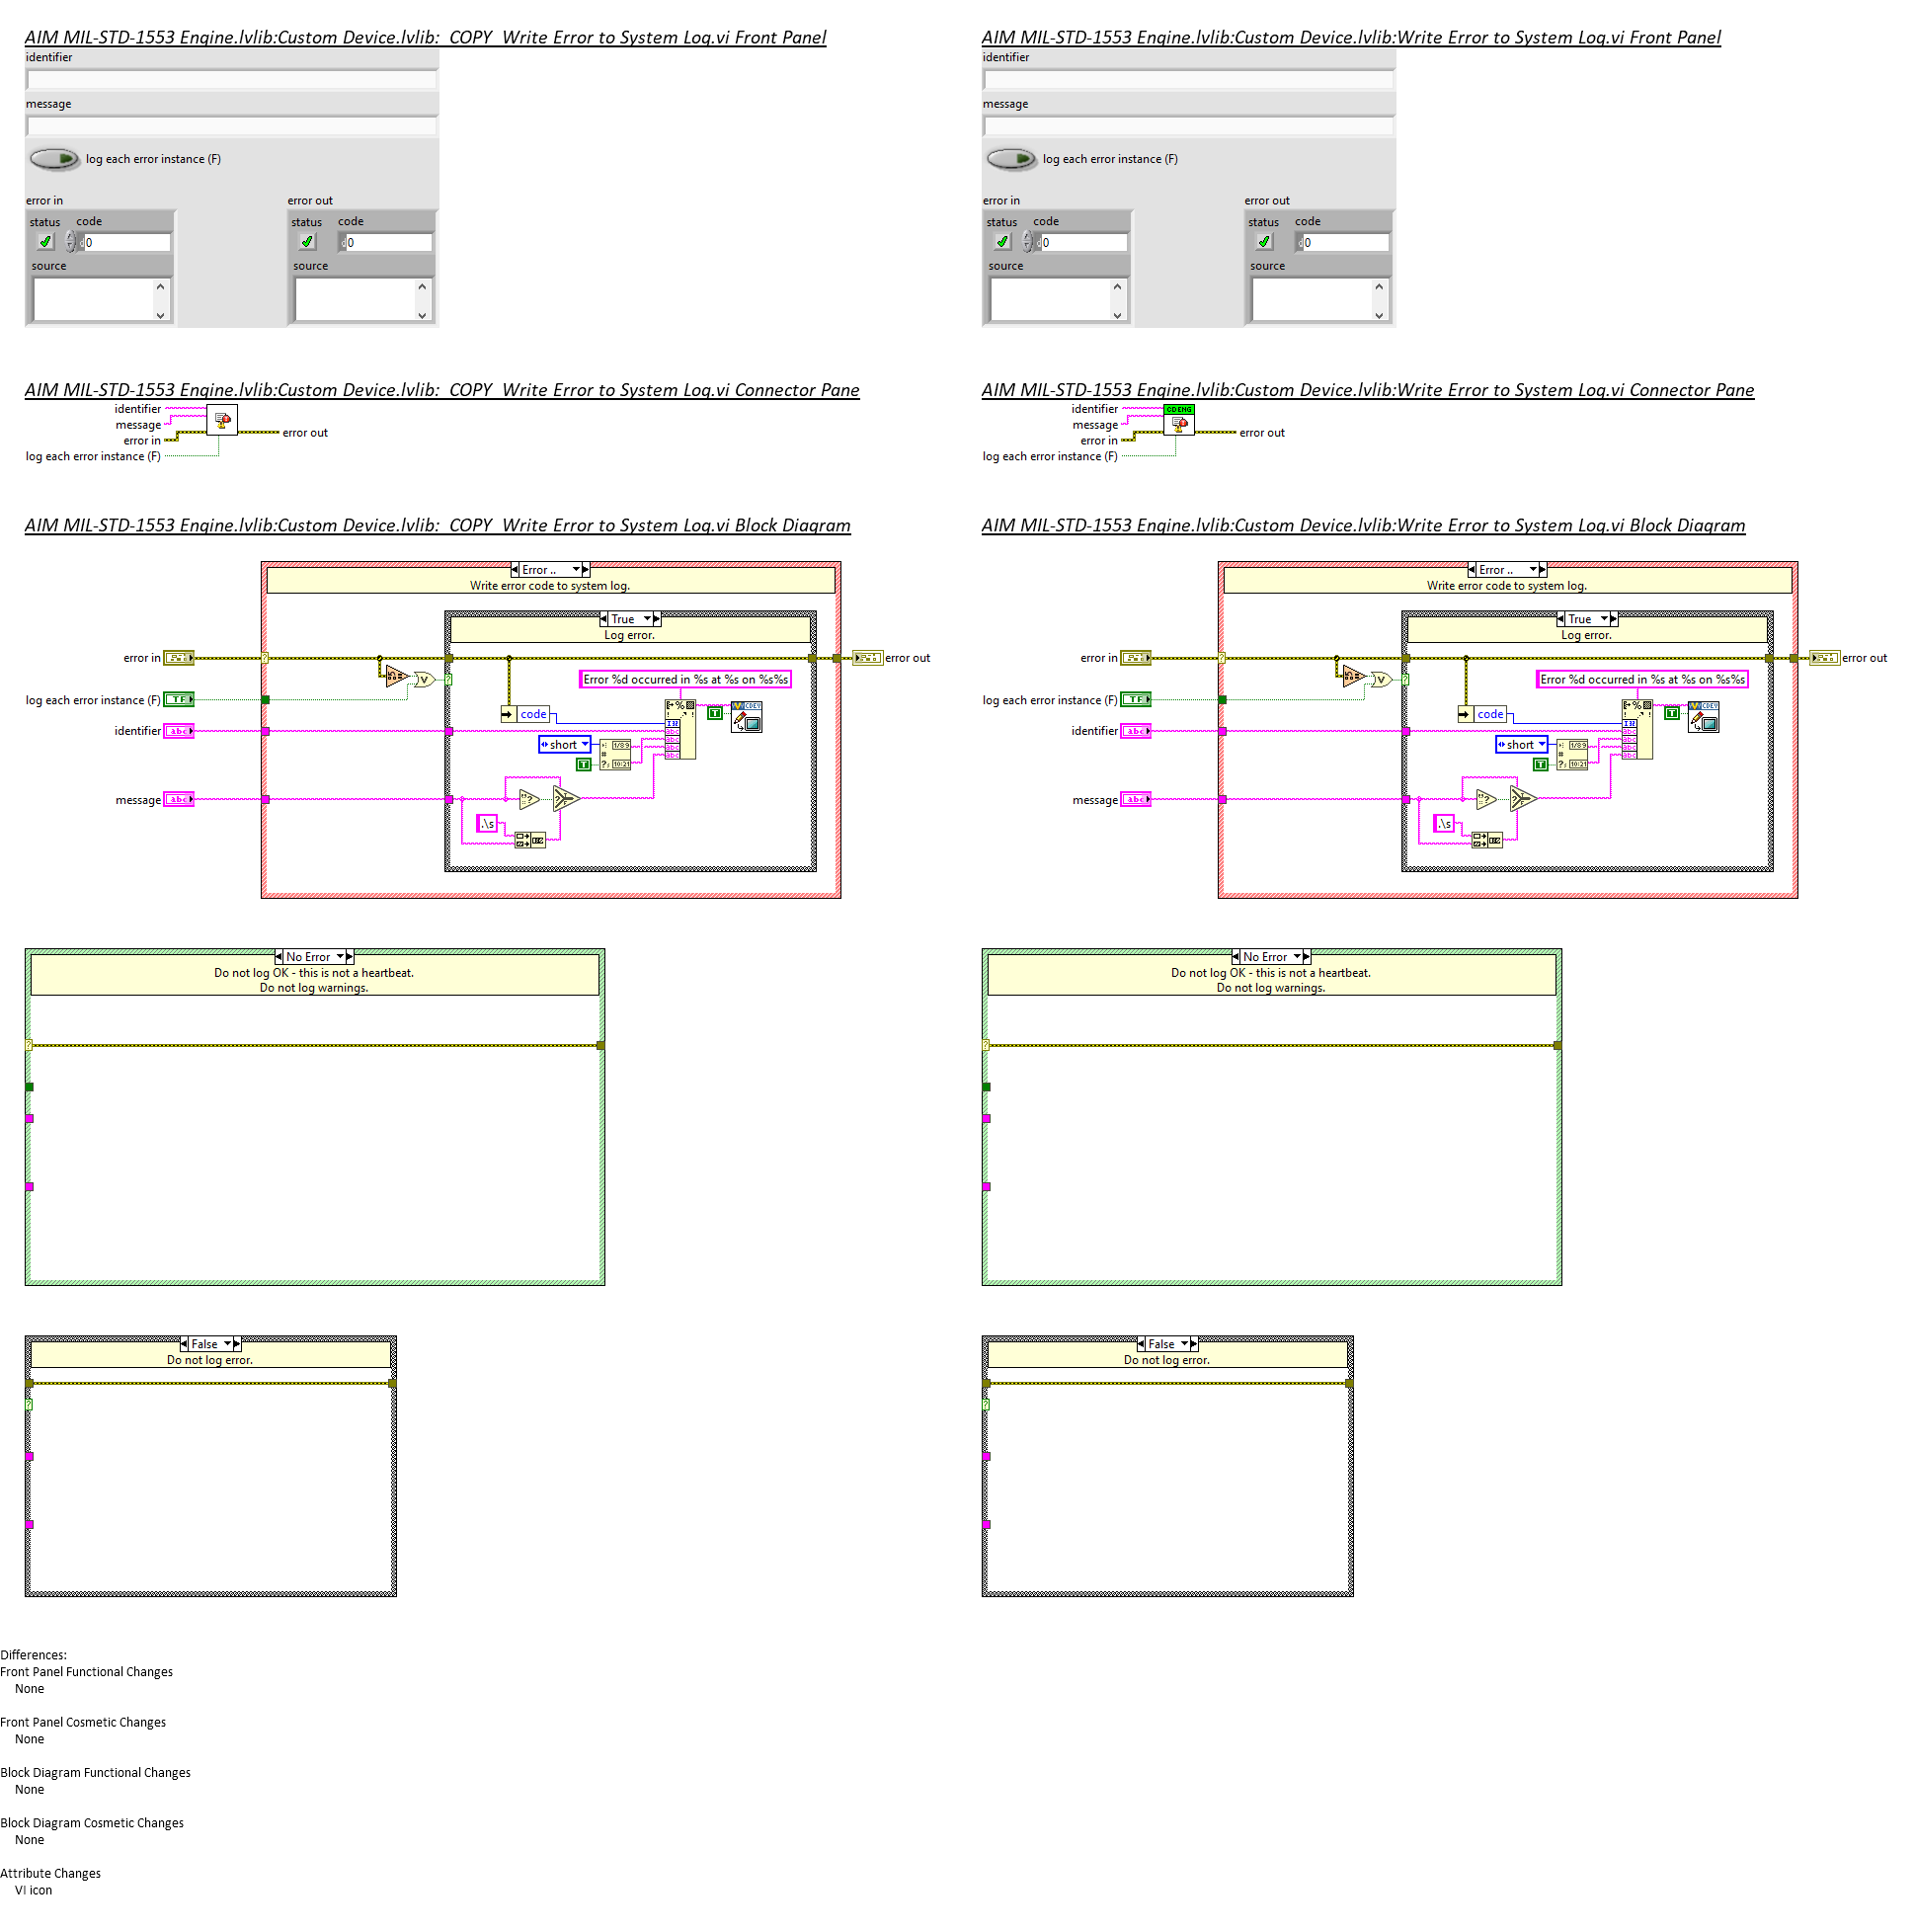 AIM MIL-STD-1553 Engine.lvlib:Custom Device.lvlib:_COPY_Write Error to System Log.vi Front Panel
identifier
message
log each error instance (F)
error in
error out
status code
0
source
status code
0
source
AIM MIL-STD-1553 Engine.lvlib:Custom Device.lvlib:Write Error to System Log.vi Front Panel
identifier
message
log each error instance (F)
error in
error out
status code
0
source
status code
0
source
AIM MIL-STD-1553 Engine.lvlib:Custom Device.lvlib:_COPY_Write Error to System Log.vi Connector Pane
identifier
message
error in
error out
log each error instance (F)
AIM MIL-STD-1553 Engine.lvlib:Custom Device.lvlib:Write Error to System Log.vi Connector Pane
CDENG
identifier
message
error in
error out
log each error instance (F)
AIM MIL-STD-1553 Engine.lvlib:Custom Device.lvlib:_COPY_Write Error to System Log.vi Block Diagram
Error ..
Write error code to system log.
True
Log error.
error in
error out
Error %d occurred in %s at %s on %s%s
log each error instance (F)
TF
code
T
identifier
abc
short
T
message
abc
.\s
AIM MIL-STD-1553 Engine.lvlib:Custom Device.lvlib:Write Error to System Log.vi Block Diagram
Error ..
Write error code to system log.
True
Log error.
error in
error out
Error %d occurred in %s at %s on %s%s
log each error instance (F)
TF
code
T
identifier
abc
short
T
message
abc
.\s
No Error
Do not log OK - this is not a heartbeat.
Do not log warnings.
No Error
Do not log OK - this is not a heartbeat.
Do not log warnings.
False
Do not log error.
False
Do not log error.
Differences:
Front Panel Functional Changes
None
Front Panel Cosmetic Changes
None
Block Diagram Functional Changes
None
Block Diagram Cosmetic Changes
None
Attribute Changes
VI icon